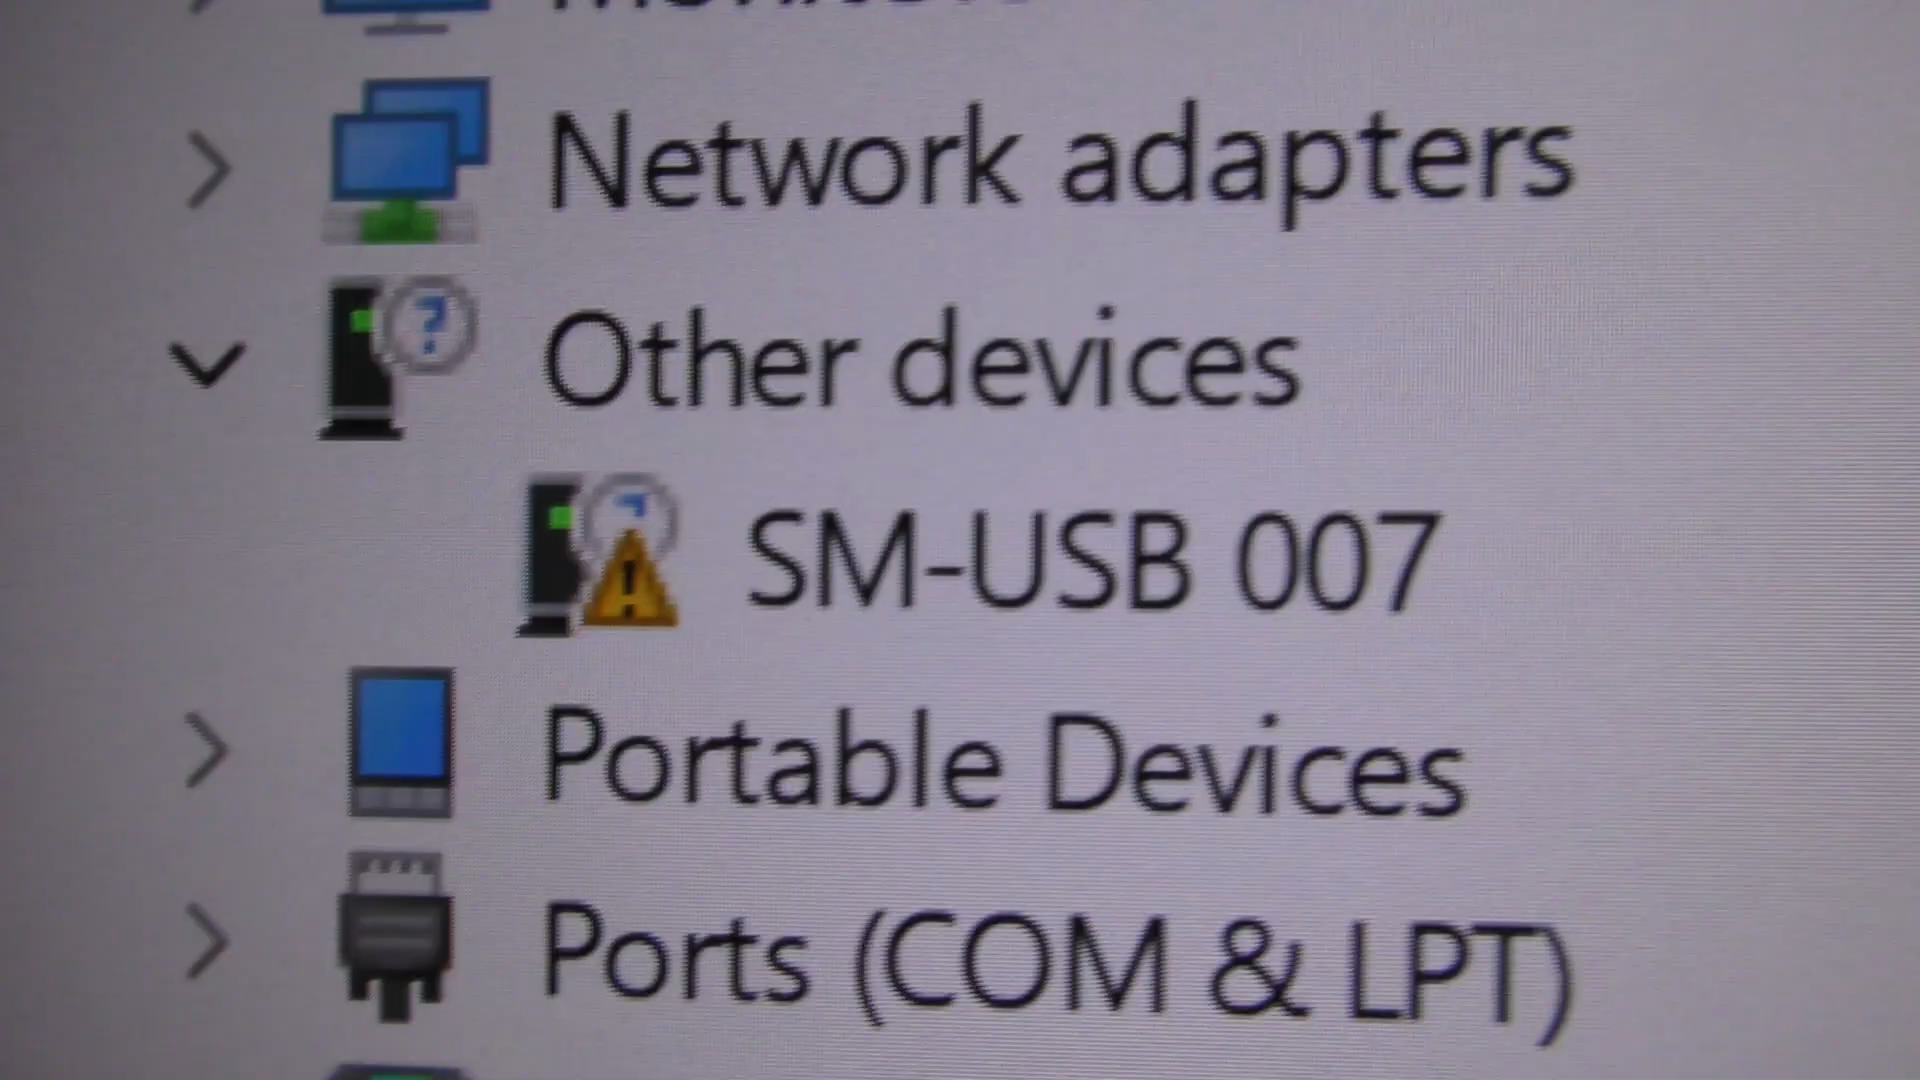 Network adapters
Other devices
SM-USB 007
Portable Devices
Ports (COM & LPT)